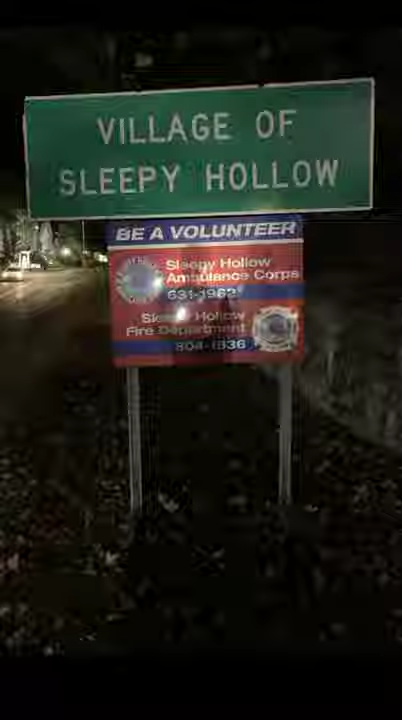 VILLAGE OF
SLEEPY HOLLOW
BE A VOLUNTEER
Sleepy Hollow
Ambulance Corps
631-1962
Sleepy Hollow
Fire Department
804-1836